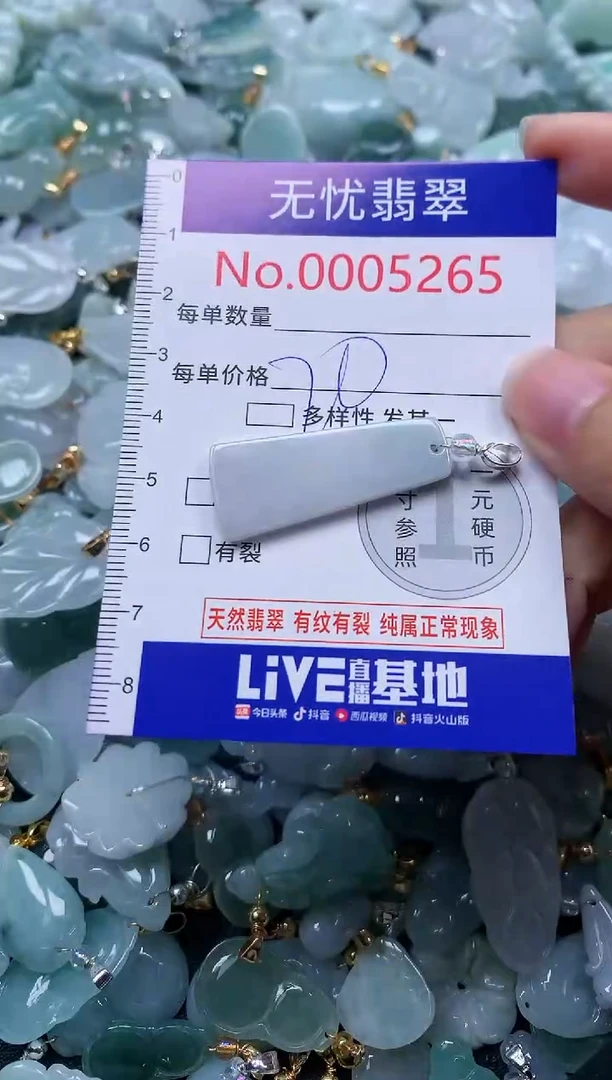 0
无忧翡翠
1
No.0005265
2
每单数量
3
每单价格 70
4
多样性
5
寸 元
参 1 硬
照 币
6
有裂
7
天然翡翠 有纹有裂 纯属正常现象
LiVE直播基地
8
今日头条 抖音 西瓜视频 抖音火山版